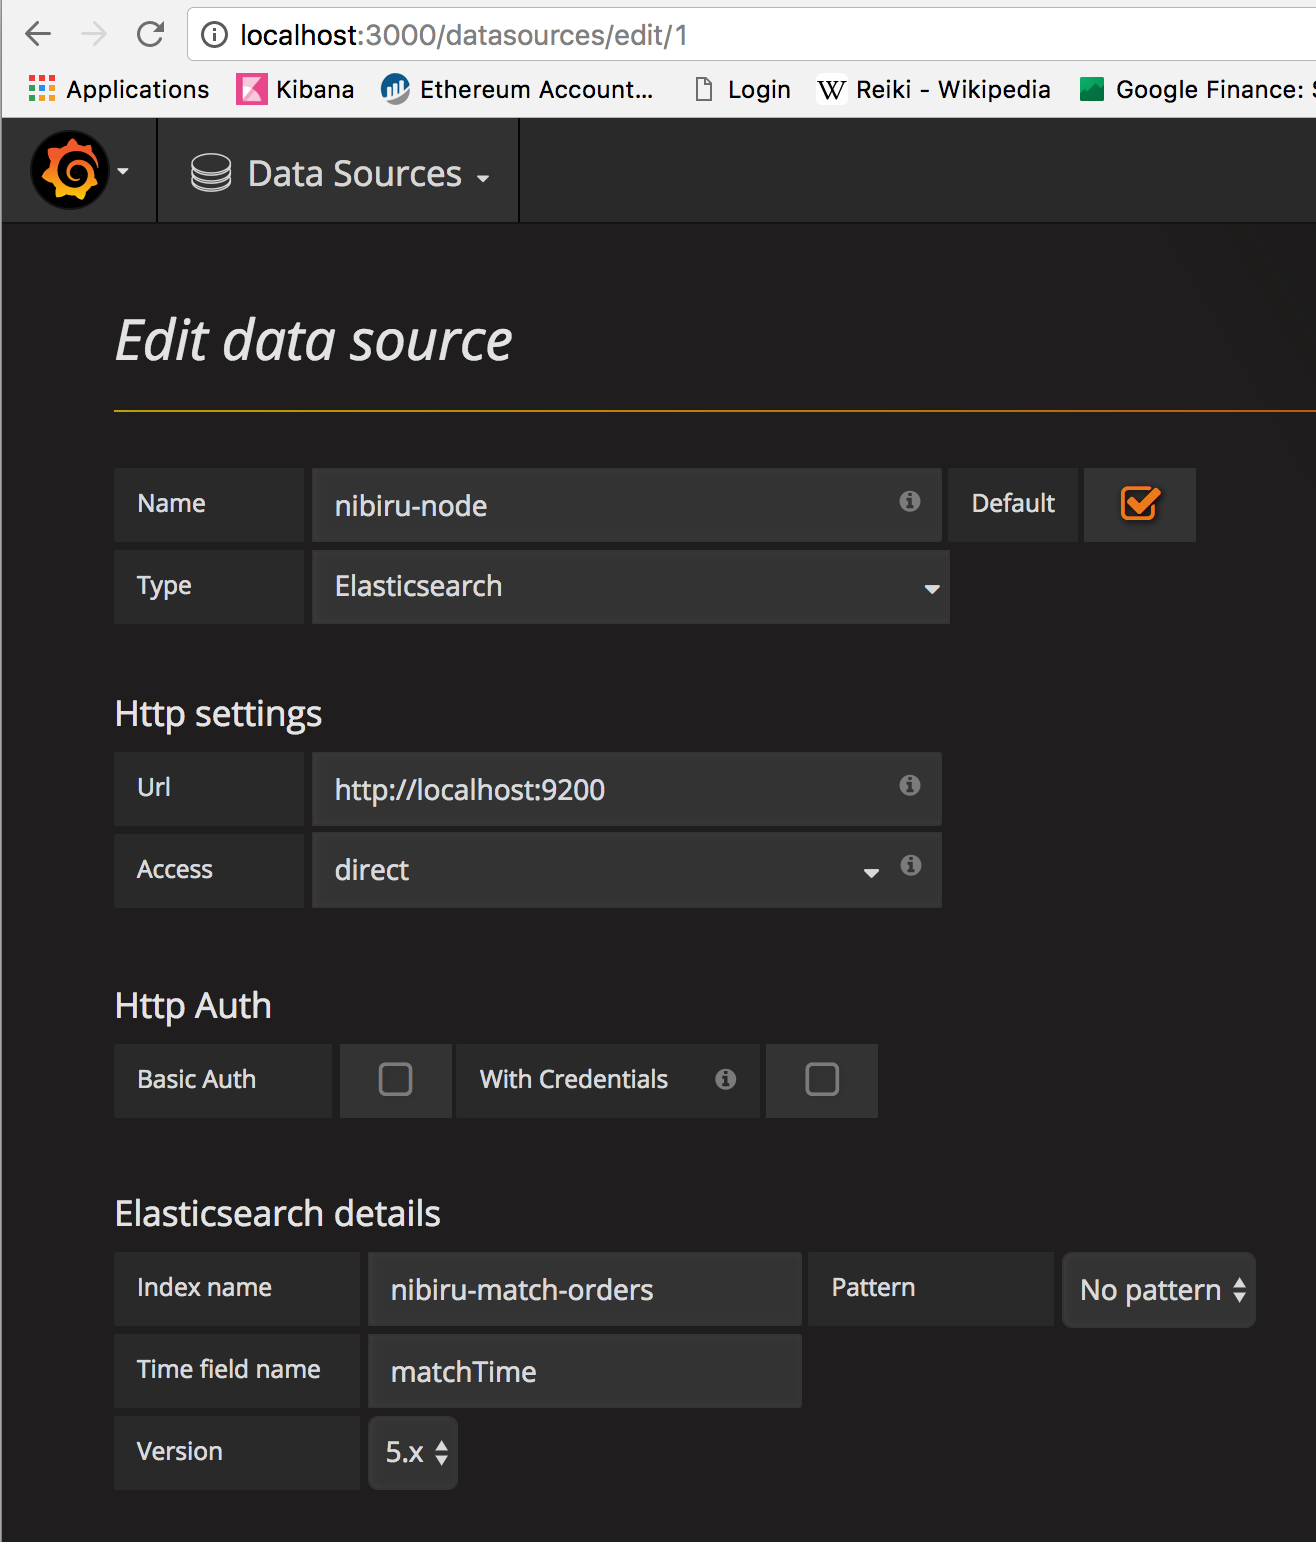 localhost:3000/datasources/edit/1
Applications Kibana Ethereum Account... Login W Reiki - Wikipedia Google Finance:
Data Sources
Edit data source
Name nibiru-node Default
Type Elasticsearch
Http settings
Url http://localhost:9200
Access direct
Http Auth
Basic Auth With Credentials
Elasticsearch details
Index name nibiru-match-orders Pattern No pattern
Time field name matchTime
Version 5.x